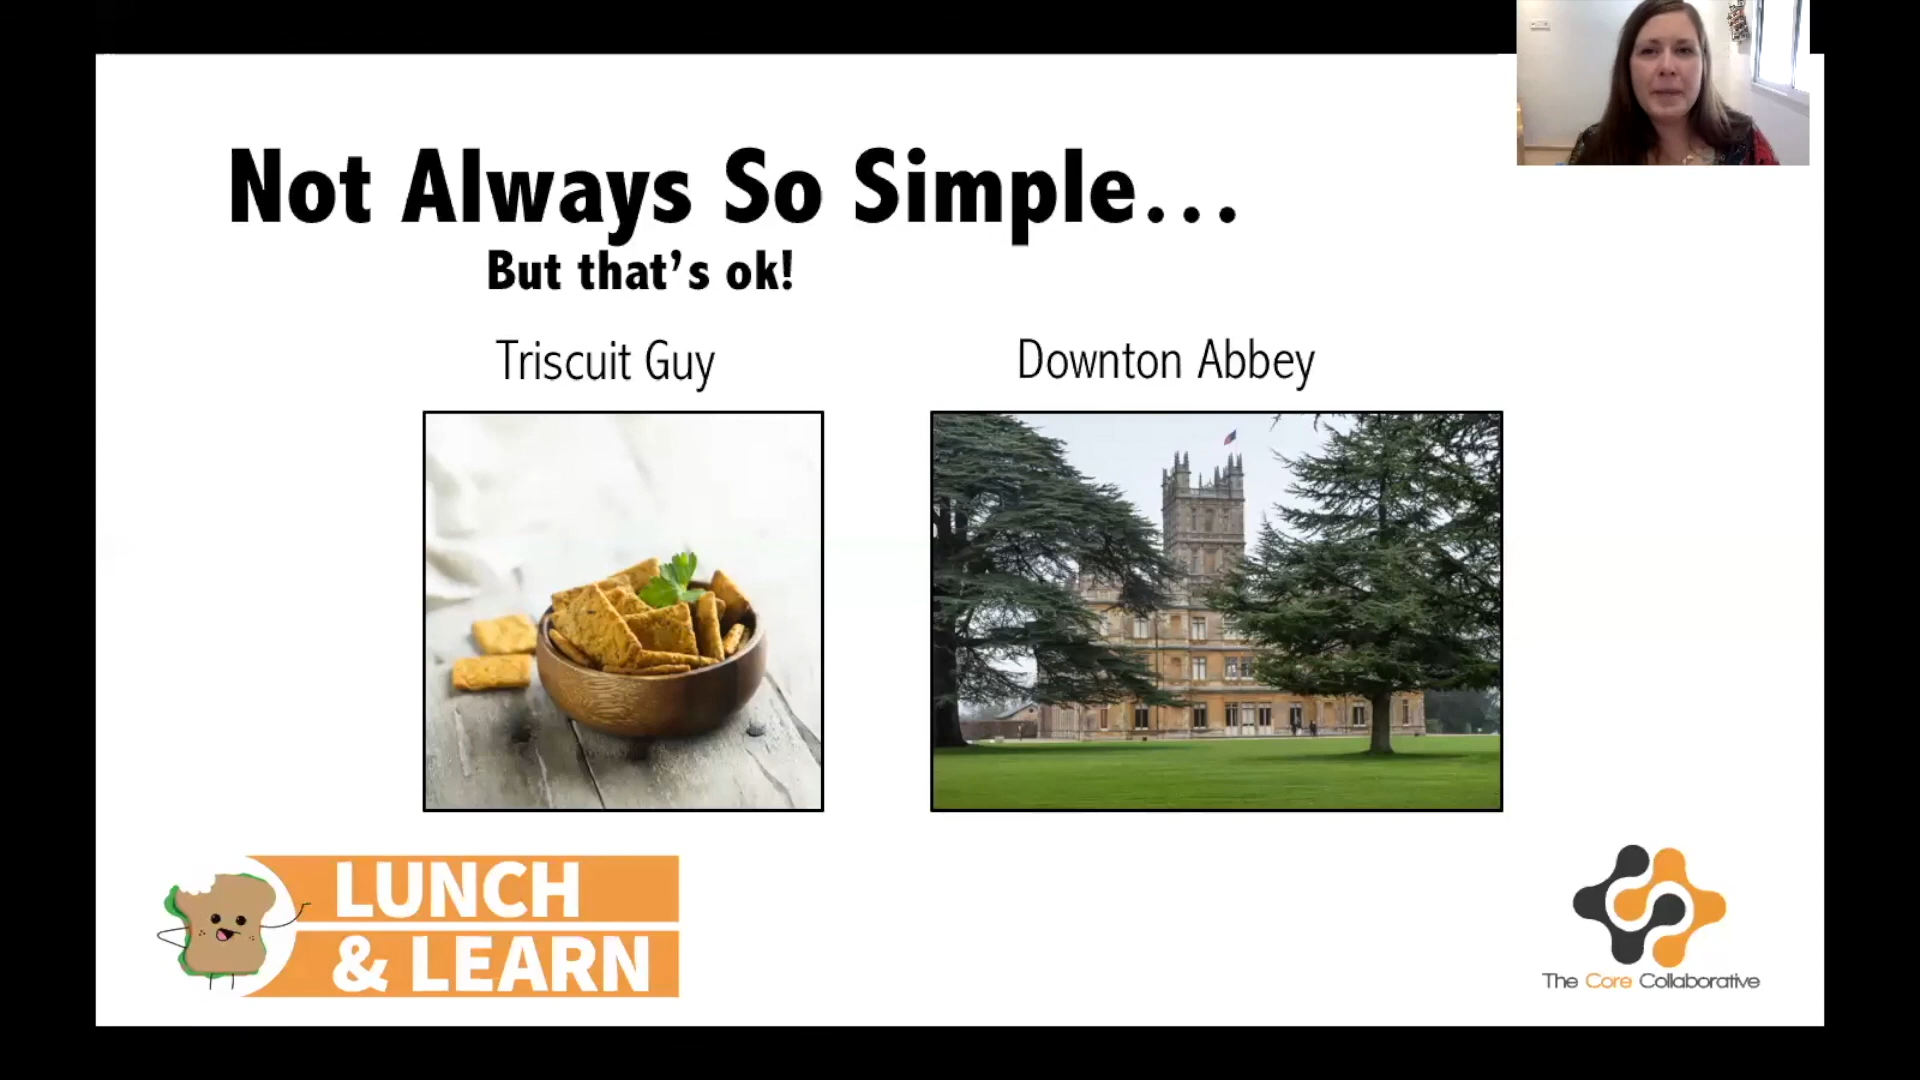 Not Always So Simple...
But that's ok!
Triscuit Guy
Downton Abbey
LUNCH
& LEARN
The Core Collaborative